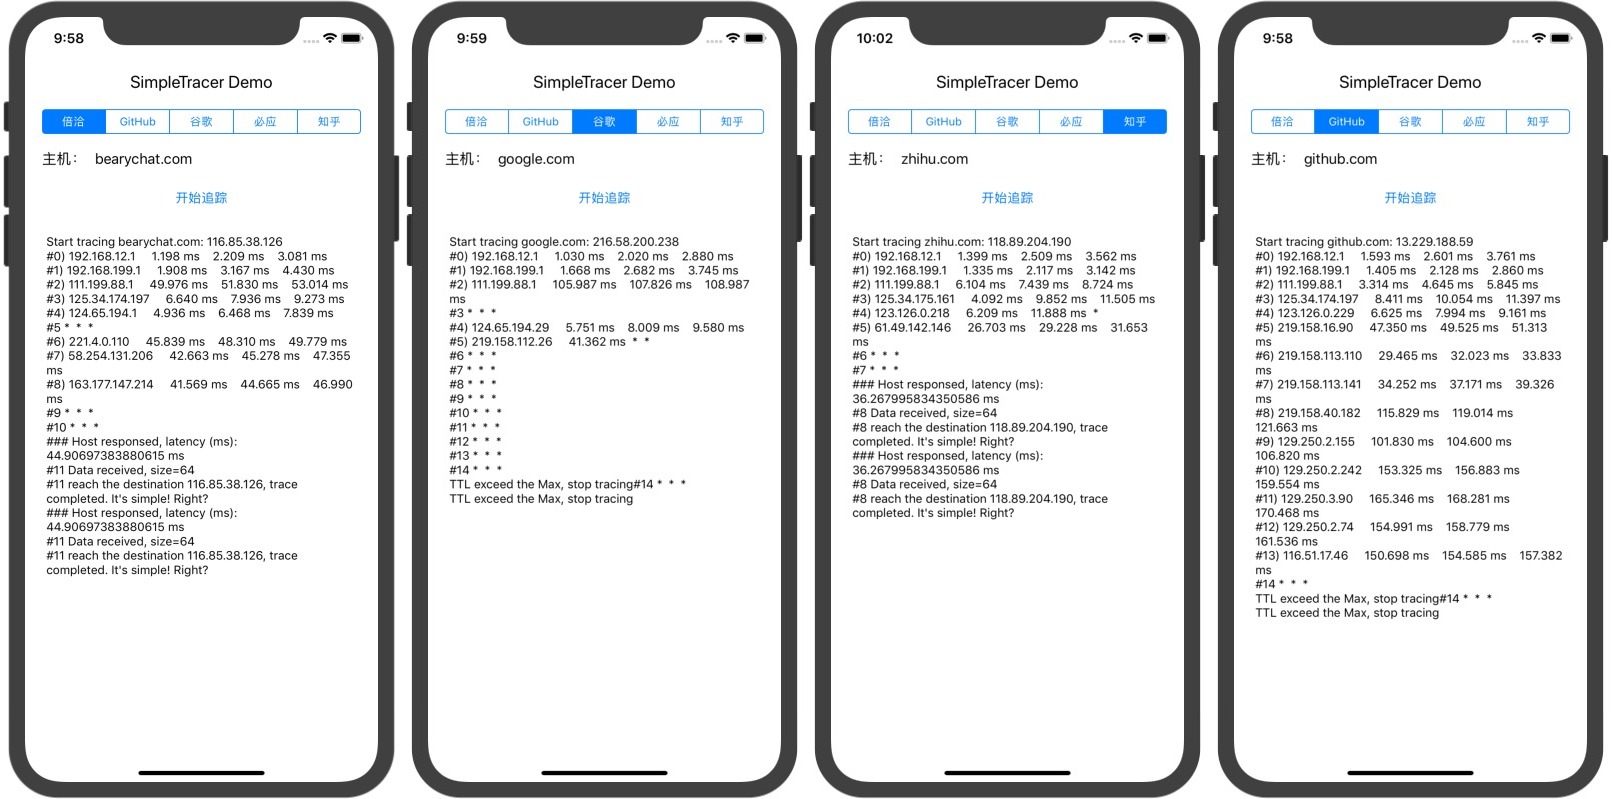 9:58
SimpleTracer Demo
倍洽 GitHub 谷歌 必应 知乎
主机： bearychat.com
开始追踪
Start tracing bearychat.com: 116.85.38.126
#0) 192.168.12.1 1.198 ms 2.209 ms 3.081 ms
#1) 192.168.199.1 1.908 ms 3.167 ms 4.430 ms
#2) 111.199.88.1 49.976 ms 51.830 ms 53.014 ms
#3) 125.34.174.197 6.640 ms 7.936 ms 9.273 ms
#4) 124.65.194.1 4.936 ms 6.468 ms 7.839 ms
#5 * * *
#6) 221.4.0.110 45.839 ms 48.310 ms 49.779 ms
#7) 58.254.131.206 42.663 ms 45.278 ms 47.355
ms
#8) 163.177.147.214 41.569 ms 44.665 ms 46.990
ms
#9 * * *
#10 * * *
### Host responsed, latency (ms):
44.90697383880615 ms
#11 Data received, size=64
#11 reach the destination 116.85.38.126, trace
completed. It's simple! Right?
### Host responsed, latency (ms):
44.90697383880615 ms
#11 Data received, size=64
#11 reach the destination 116.85.38.126, trace
completed. It's simple! Right?
9:59
SimpleTracer Demo
倍洽 GitHub 谷歌 必应 知乎
主机： google.com
开始追踪
Start tracing google.com: 216.58.200.238
#0) 192.168.12.1 1.030 ms 2.020 ms 2.880 ms
#1) 192.168.199.1 1.668 ms 2.682 ms 3.745 ms
#2) 111.199.88.1 105.987 ms 107.826 ms 108.987
ms
#3 * * *
#4) 124.65.194.29 5.751 ms 8.009 ms 9.580 ms
#5) 219.158.112.26 41.362 ms * *
#6 * * *
#7 * * *
#8 * * *
#9 * * *
#10 * * *
#11 * * *
#12 * * *
#13 * * *
#14 * * *
TTL exceed the Max, stop tracing#14 * * *
TTL exceed the Max, stop tracing
10:02
SimpleTracer Demo
倍洽 GitHub 谷歌 必应 知乎
主机： zhihu.com
开始追踪
Start tracing zhihu.com: 118.89.204.190
#0) 192.168.12.1 1.399 ms 2.509 ms 3.562 ms
#1) 192.168.199.1 1.335 ms 2.117 ms 3.142 ms
#2) 111.199.88.1 6.104 ms 7.439 ms 8.724 ms
#3) 125.34.175.161 4.092 ms 9.852 ms 11.505 ms
#4) 123.126.0.218 6.209 ms 11.888 ms *
#5) 61.49.142.146 26.703 ms 29.228 ms 31.653
ms
#6 * * *
#7 * * *
### Host responsed, latency (ms):
36.267995834350586 ms
#8 Data received, size=64
#8 reach the destination 118.89.204.190, trace
completed. It's simple! Right?
### Host responsed, latency (ms):
36.267995834350586 ms
#8 Data received, size=64
#8 reach the destination 118.89.204.190, trace
completed. It's simple! Right?
9:58
SimpleTracer Demo
倍洽 GitHub 谷歌 必应 知乎
主机： github.com
开始追踪
Start tracing github.com: 13.229.188.59
#0) 192.168.12.1 1.593 ms 2.601 ms 3.761 ms
#1) 192.168.199.1 1.405 ms 2.128 ms 2.860 ms
#2) 111.199.88.1 3.314 ms 4.645 ms 5.845 ms
#3) 125.34.174.197 8.411 ms 10.054 ms 11.397 ms
#4) 123.126.0.229 6.625 ms 7.994 ms 9.161 ms
#5) 219.158.16.90 47.350 ms 49.525 ms 51.313
ms
#6) 219.158.113.110 29.465 ms 32.023 ms 33.833
ms
#7) 219.158.113.141 34.252 ms 37.171 ms 39.326
ms
#8) 219.158.40.182 115.829 ms 119.014 ms
121.663 ms
#9) 129.250.2.155 101.830 ms 104.600 ms
106.820 ms
#10) 129.250.2.242 153.325 ms 156.883 ms
159.554 ms
#11) 129.250.3.90 165.346 ms 168.281 ms
170.468 ms
#12) 129.250.2.74 154.991 ms 158.779 ms
161.536 ms
#13) 116.51.17.46 150.698 ms 154.585 ms 157.382
ms
#14 * * *
TTL exceed the Max, stop tracing#14 * * *
TTL exceed the Max, stop tracing